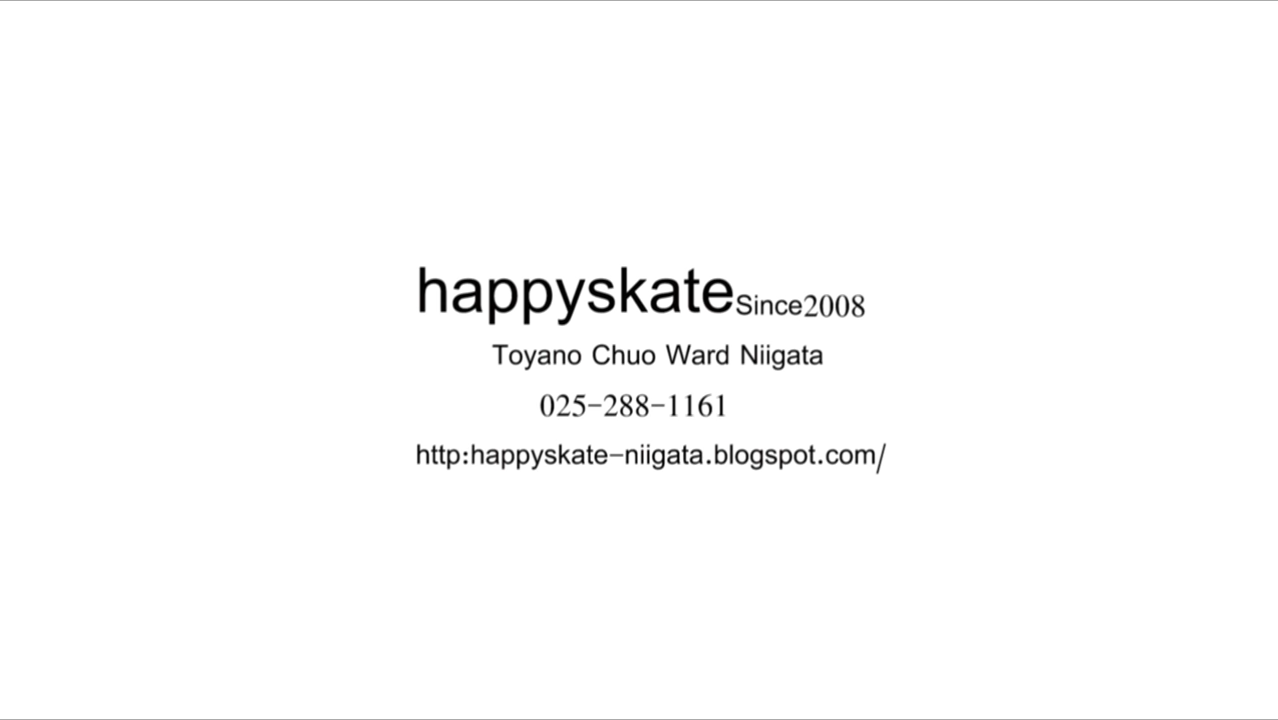 happyskateSince2008
Toyano Chuo Ward Niigata
025-288-1161
http:happyskate-niigata.blogspot.com/